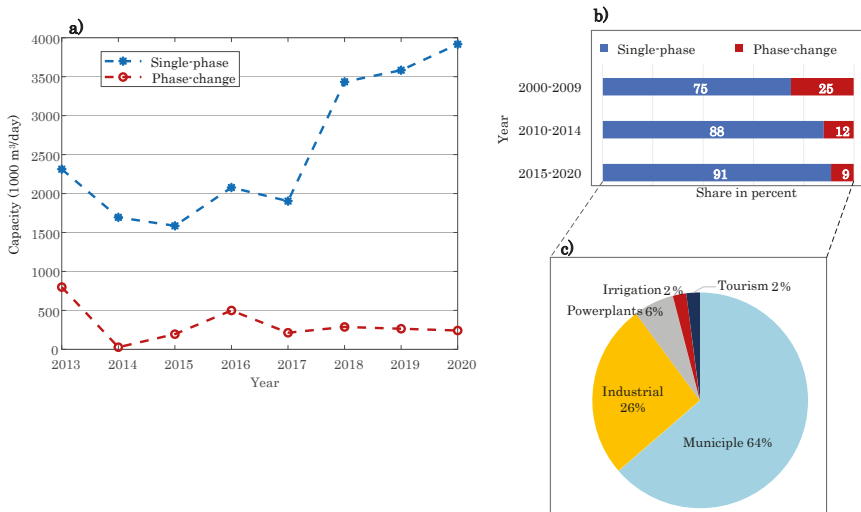 a)
Capacity (1000 m³/day)
4000
3500
3000
2500
2000
1500
1000
500
0
Single-phase
Phase-change
2013 2014 2015 2016 2017 2018 2019 2020
Year
b)
Single-phase Phase-change
Year
2000-2009 75 25
2010-2014 88 12
2015-2020 91 9
Share in percent
c)
Tourism 2%
Irrigation 2%
Powerplants 6%
Industrial
26%
Municiple 64%